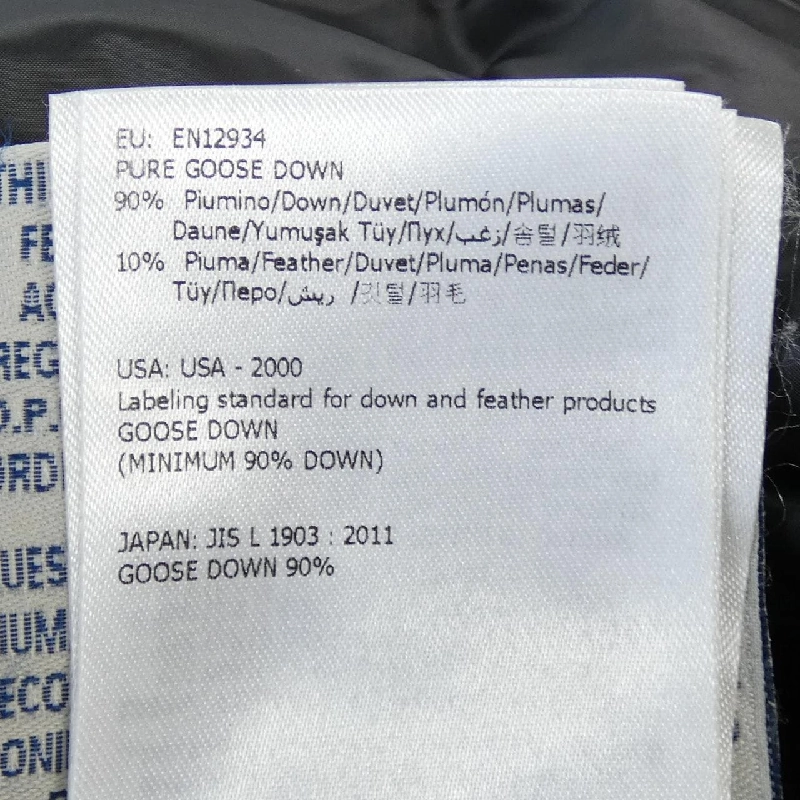 EU: EN12934
PURE GOOSE DOWN
90% Piumino/Down/Duvet/Plumón/Plumas/
Daune/Yumuşak Tüy/Пух/زغب/솜털/羽绒
10% Piuma/Feather/Duvet/Pluma/Penas/Feder/
Tüy/Перо/ريش /깃털/羽毛
USA: USA - 2000
Labeling standard for down and feather products
GOOSE DOWN
(MINIMUM 90% DOWN)
JAPAN: JIS L 1903 : 2011
GOOSE DOWN 90%